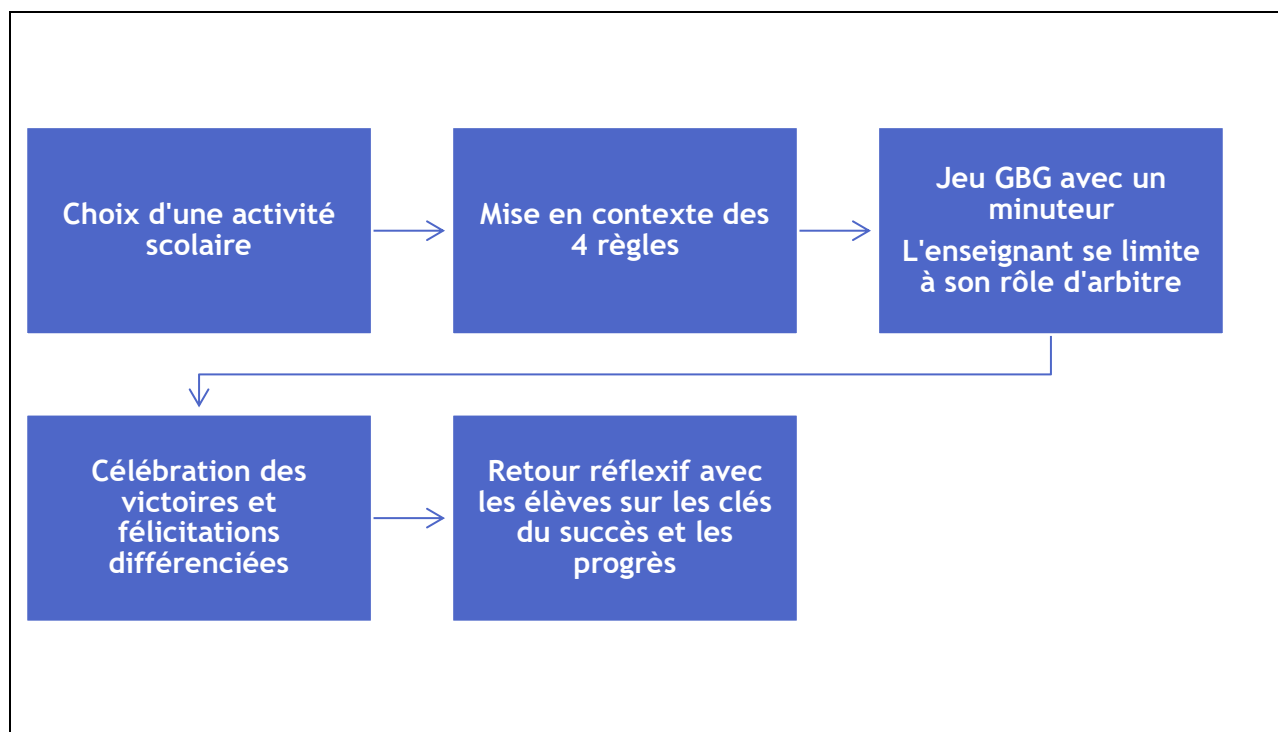 Choix d'une activité
scolaire
Mise en contexte des
4 règles
Jeu GBG avec un
minuteur
L'enseignant se limite
à son rôle d'arbitre
Célébration des
victoires et
félicitations
différenciées
Retour réflexif avec
les élèves sur les clés
du succès et les
progrès